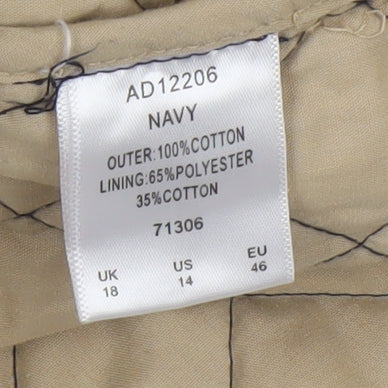 AD12206
NAVY
OUTER:100%COTTON
LINING:65%POLYESTER
35%COTTON
71306
UK US EU
18 14 46